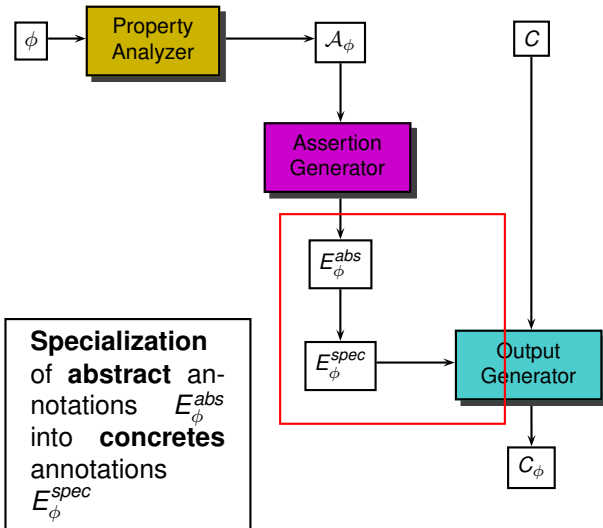 ϕ
Property
Analyzer
𝒜_ϕ
C
Assertion
Generator
E_ϕ^abs
E_ϕ^spec
Output
Generator
C_ϕ
Specialization
of abstract an-
notations E_ϕ^abs
into concretes
annotations
E_ϕ^spec